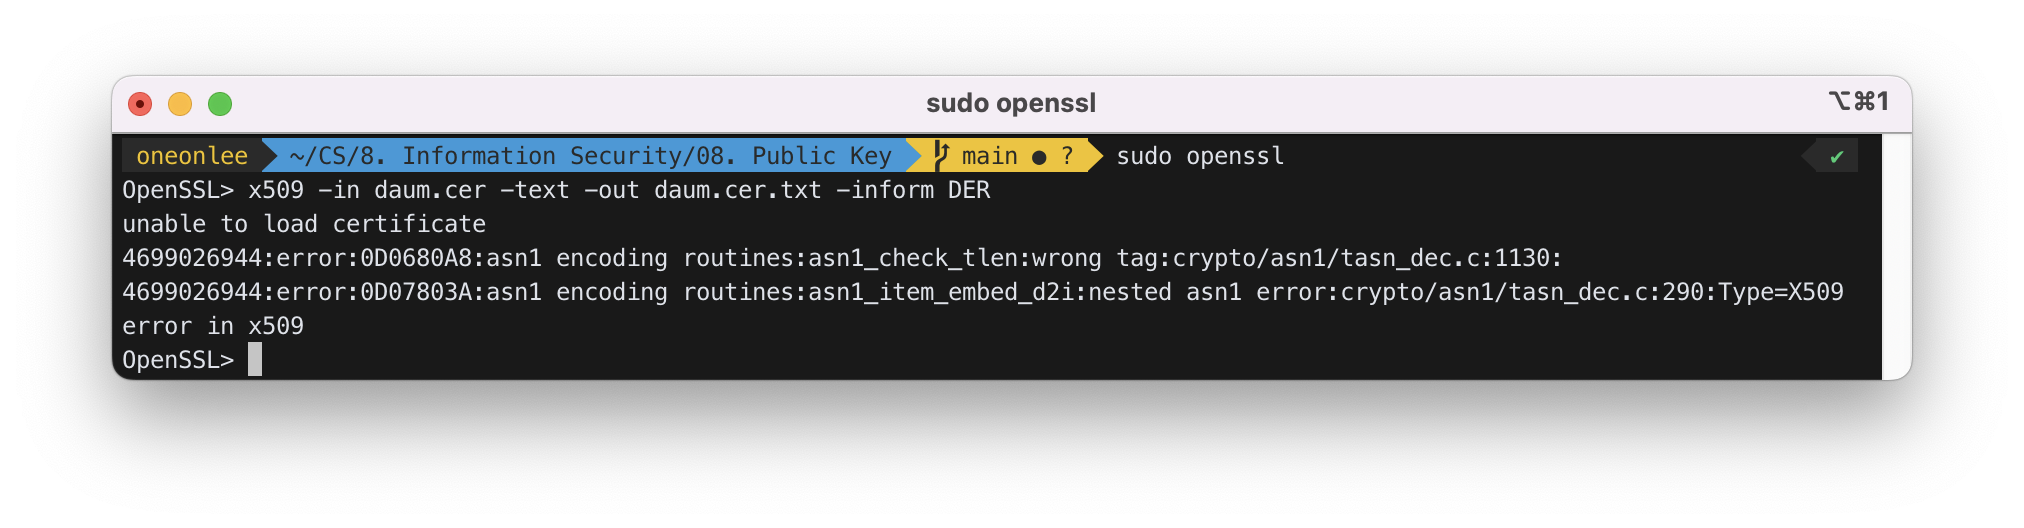 sudo openssl ⌥⌘1
oneonlee ~/CS/8. Information Security/08. Public Key main ● ? sudo openssl ✔
OpenSSL> x509 -in daum.cer -text -out daum.cer.txt -inform DER
unable to load certificate
4699026944:error:0D0680A8:asn1 encoding routines:asn1_check_tlen:wrong tag:crypto/asn1/tasn_dec.c:1130:
4699026944:error:0D07803A:asn1 encoding routines:asn1_item_embed_d2i:nested asn1 error:crypto/asn1/tasn_dec.c:290:Type=X509
error in x509
OpenSSL>